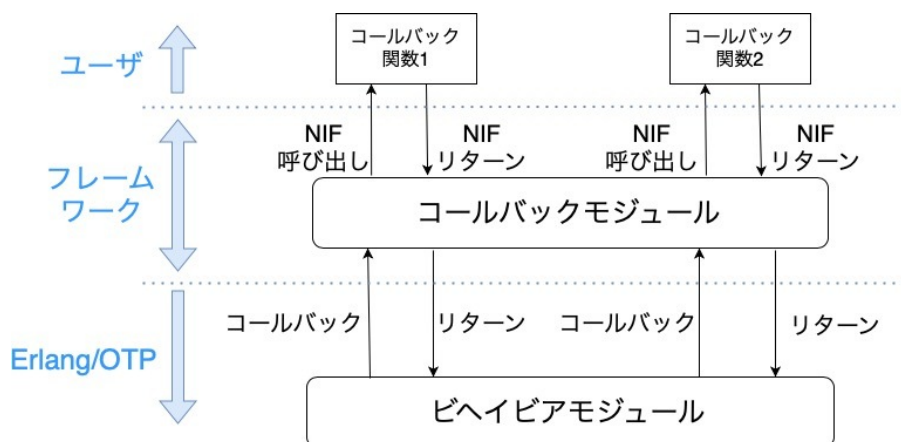 コールバック
関数1
コールバック
関数2
ユーザ
NIF
呼び出し
NIF
リターン
NIF
呼び出し
NIF
リターン
フレーム
ワーク
コールバックモジュール
コールバック
リターン
コールバック
リターン
Erlang/OTP
ビヘイビアモジュール